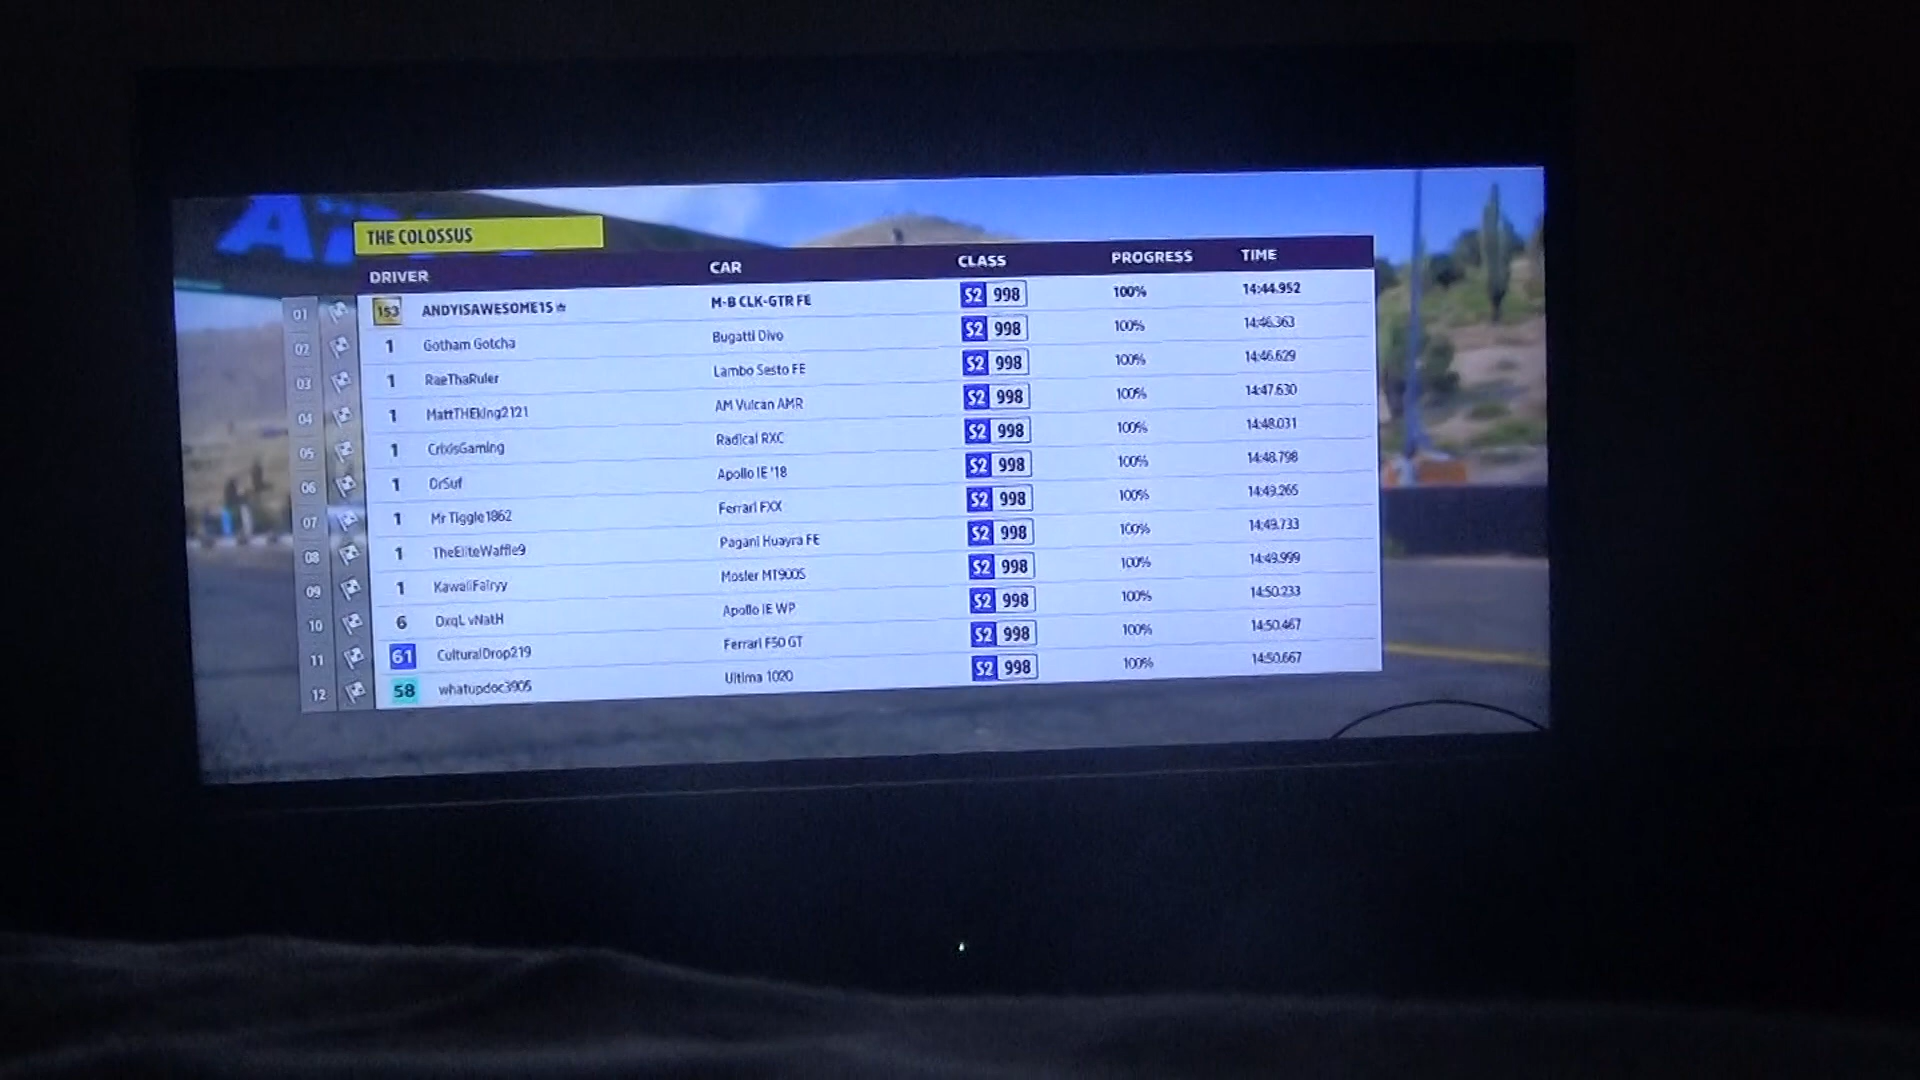 THE COLOSSUS
DRIVER CAR CLASS PROGRESS TIME
01 153 ANDYISAWESOME15 M-B CLK-GTR FE S2 998 100% 14:44.952
02 1 Gotham Gotcha Bugatti Divo S2 998 100% 14:46.363
03 1 RaeThaRuler Lambo Sesto FE S2 998 100% 14:46.629
04 1 MattTHEking2121 AM Vulcan AMR S2 998 100% 14:47.630
05 1 CrixisGaming Radical RXC S2 998 100% 14:48.031
06 1 DrSuf Apollo IE '18 S2 998 100% 14:48.798
07 1 Mr Tiggle1862 Ferrari FXX S2 998 100% 14:49.265
08 1 TheEliteWaffle9 Pagani Huayra FE S2 998 100% 14:49.733
09 1 KawaiiFairyy Mosler MT900S S2 998 100% 14:49.999
10 6 DxqL vNatH Apollo IE WP S2 998 100% 14:50.233
11 61 CulturalDrop219 Ferrari F50 GT S2 998 100% 14:50.467
12 58 whatupdoc3905 Ultima 1020 S2 998 100% 14:50.667